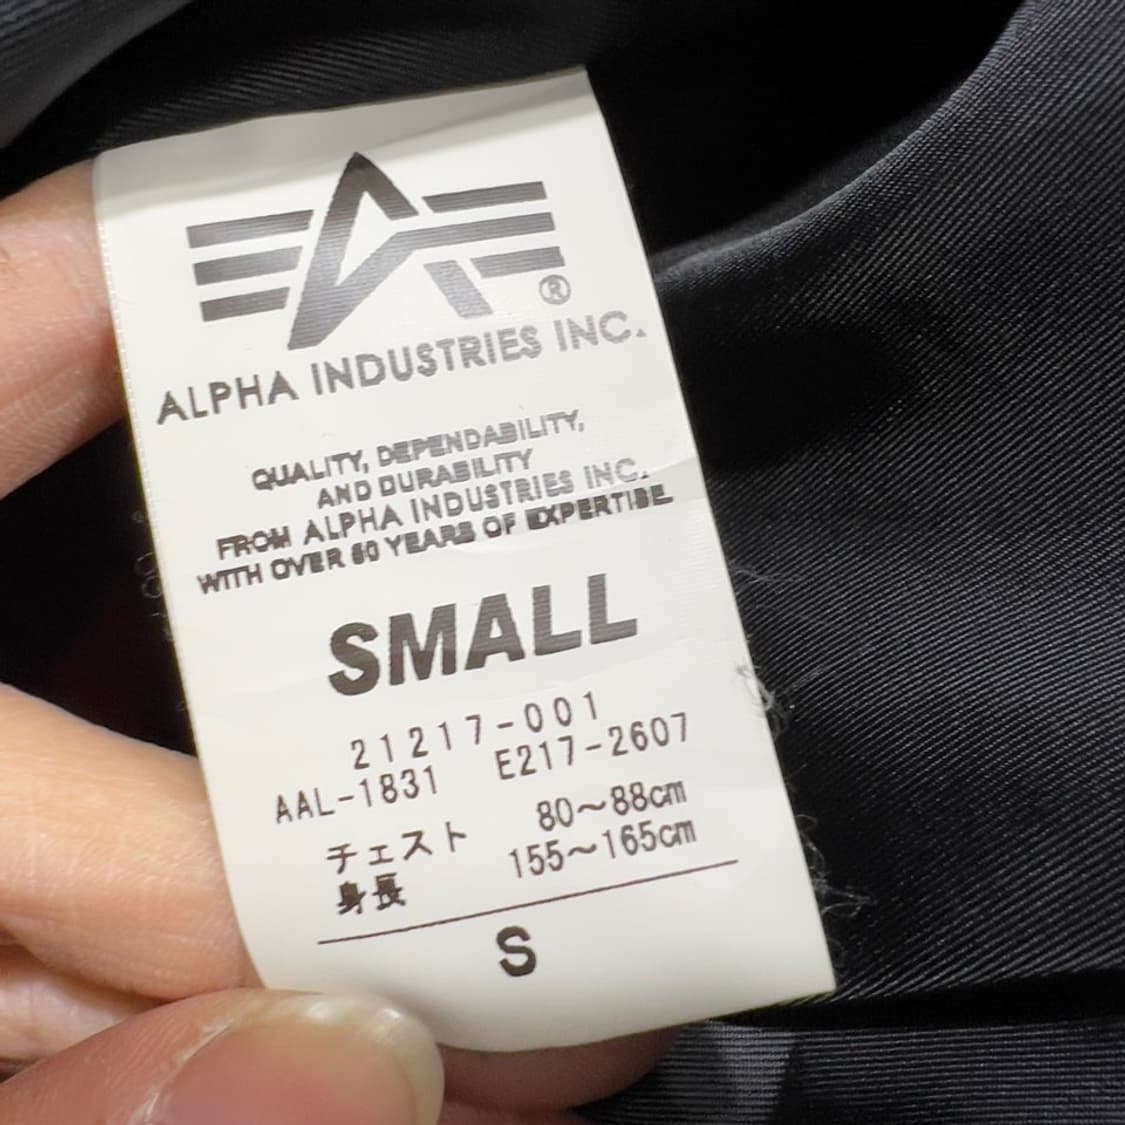 ®
ALPHA INDUSTRIES INC.
QUALITY, DEPENDABILITY,
AND DURABILITY
FROM ALPHA INDUSTRIES INC.
WITH OVER 50 YEARS OF EXPERTISE
SMALL
21217-001
AAL-1831 E217-2607
チェスト 80~88cm
身長 155~165cm
S